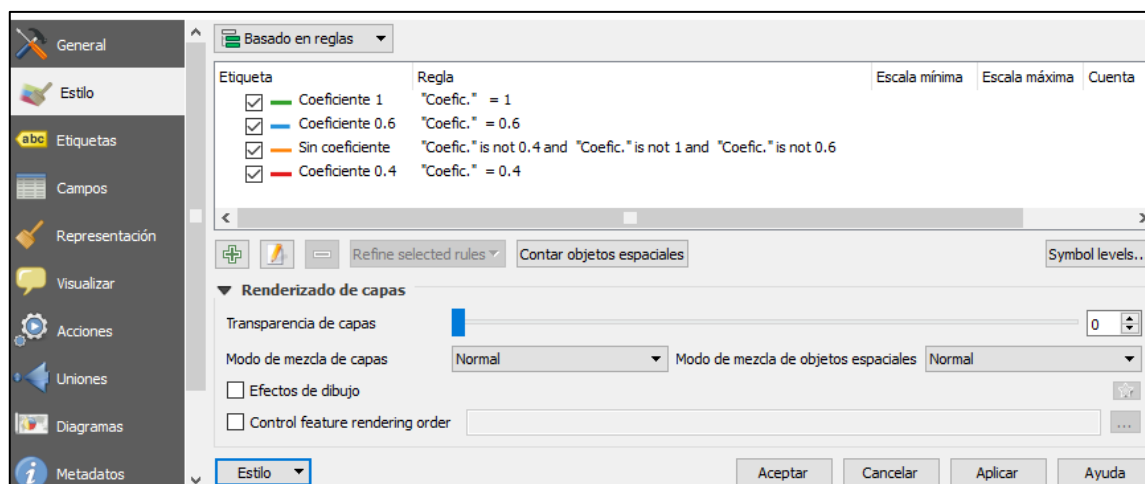 General
Estilo
abc Etiquetas
Campos
Representación
Visualizar
Acciones
Uniones
Diagramas
Metadatos
Basado en reglas
Etiqueta Regla Escala mínima Escala máxima Cuenta
Coeficiente 1 "Coefic." = 1
Coeficiente 0.6 "Coefic." = 0.6
Sin coeficiente "Coefic." is not 0.4 and "Coefic." is not 1 and "Coefic." is not 0.6
Coeficiente 0.4 "Coefic." = 0.4
Refine selected rules Contar objetos espaciales Symbol levels..
Renderizado de capas
Transparencia de capas 0
Modo de mezcla de capas Normal Modo de mezcla de objetos espaciales Normal
Efectos de dibujo
Control feature rendering order ...
Estilo Aceptar Cancelar Aplicar Ayuda